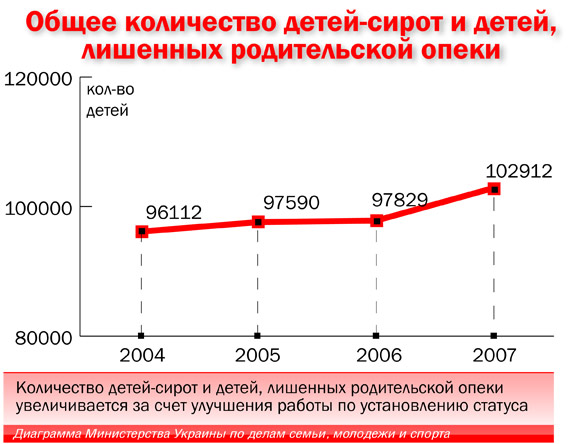 Общее количество детей-сирот и детей,
лишенных родительской опеки
120000
кол-во
детей
102912
96112
97590
97829
100000
80000
2004
2005
2006
2007
Количество детей-сирот и детей, лишенных родительской опеки
увеличивается за счет улучшения работы по установлению статуса
Диаграмма Министерства Украины по делам семьи, молодежи и спорта